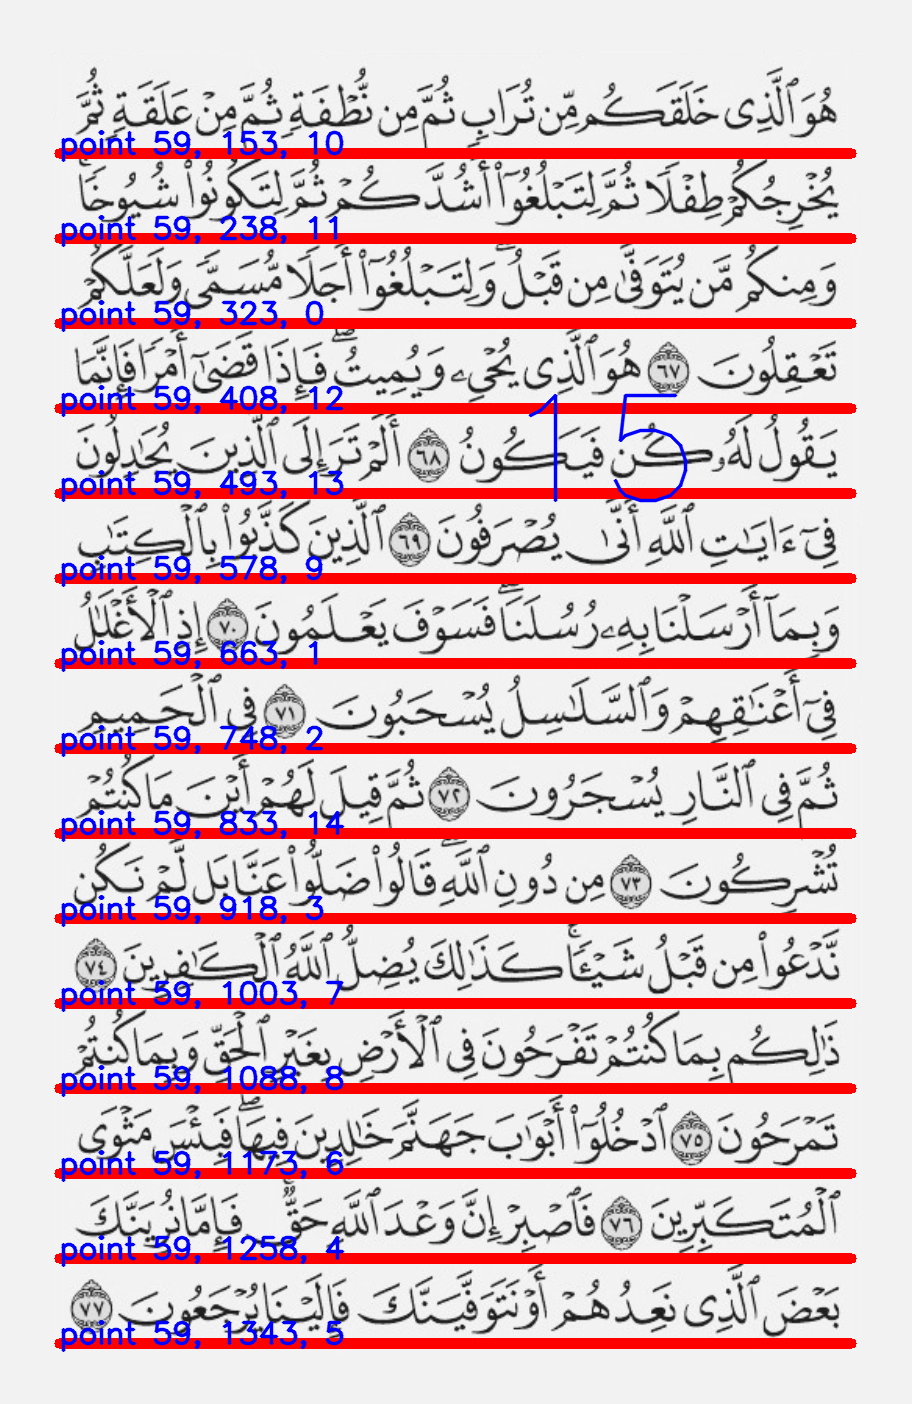 هُوَ ٱلَّذِى خَلَقَكُم مِّن تُرَابٍ ثُمَّ مِن نُّطْفَةٍ ثُمَّ مِنْ عَلَقَةٍ ثُمَّ
point 59, 153, 10
يُخْرِجُكُمْ طِفْلًا ثُمَّ لِتَبْلُغُوٓا۟ أَشُدَّكُمْ ثُمَّ لِتَكُونُوا۟ شُيُوخًا ۚ
point 59, 238, 11
وَمِنكُم مَّن يُتَوَفَّىٰ مِن قَبْلُ ۖ وَلِتَبْلُغُوٓا۟ أَجَلًا مُّسَمًّى وَلَعَلَّكُمْ
point 59, 323, 0
تَعْقِلُونَ ٦٧ هُوَ ٱلَّذِى يُحْىِۦ وَيُمِيتُ ۖ فَإِذَا قَضَىٰٓ أَمْرًا فَإِنَّمَا
point 59, 408, 12
15
يَقُولُ لَهُۥ كُن فَيَكُونُ ٦٨ أَلَمْ تَرَ إِلَى ٱلَّذِينَ يُجَٰدِلُونَ
point 59, 493, 13
فِىٓ ءَايَٰتِ ٱللَّهِ أَنَّىٰ يُصْرَفُونَ ٦٩ ٱلَّذِينَ كَذَّبُوا۟ بِٱلْكِتَٰبِ
point 59, 578, 9
وَبِمَآ أَرْسَلْنَا بِهِۦ رُسُلَنَا ۖ فَسَوْفَ يَعْلَمُونَ ٧٠ إِذِ ٱلْأَغْلَٰلُ
point 59, 663, 1
فِىٓ أَعْنَٰقِهِمْ وَٱلسَّلَٰسِلُ يُسْحَبُونَ ٧١ فِى ٱلْحَمِيمِ
point 59, 748, 2
ثُمَّ فِى ٱلنَّارِ يُسْجَرُونَ ٧٢ ثُمَّ قِيلَ لَهُمْ أَيْنَ مَا كُنتُمْ
point 59, 833, 14
تُشْرِكُونَ ٧٣ مِن دُونِ ٱللَّهِ ۖ قَالُوا۟ ضَلُّوا۟ عَنَّا بَل لَّمْ نَكُن
point 59, 918, 3
نَّدْعُوا۟ مِن قَبْلُ شَيْـًٔا ۚ كَذَٰلِكَ يُضِلُّ ٱللَّهُ ٱلْكَٰفِرِينَ ٧٤
point 59, 1003, 7
ذَٰلِكُم بِمَا كُنتُمْ تَفْرَحُونَ فِى ٱلْأَرْضِ بِغَيْرِ ٱلْحَقِّ وَبِمَا كُنتُمْ
point 59, 1088, 8
تَمْرَحُونَ ٧٥ ٱدْخُلُوٓا۟ أَبْوَٰبَ جَهَنَّمَ خَٰلِدِينَ فِيهَا ۖ فَبِئْسَ مَثْوَى
point 59, 1173, 6
ٱلْمُتَكَبِّرِينَ ٧٦ فَٱصْبِرْ إِنَّ وَعْدَ ٱللَّهِ حَقٌّ ۚ فَإِمَّا نُرِيَنَّكَ
point 59, 1258, 4
بَعْضَ ٱلَّذِى نَعِدُهُمْ أَوْ نَتَوَفَّيَنَّكَ فَإِلَيْنَا يُرْجَعُونَ ٧٧
point 59, 1343, 5